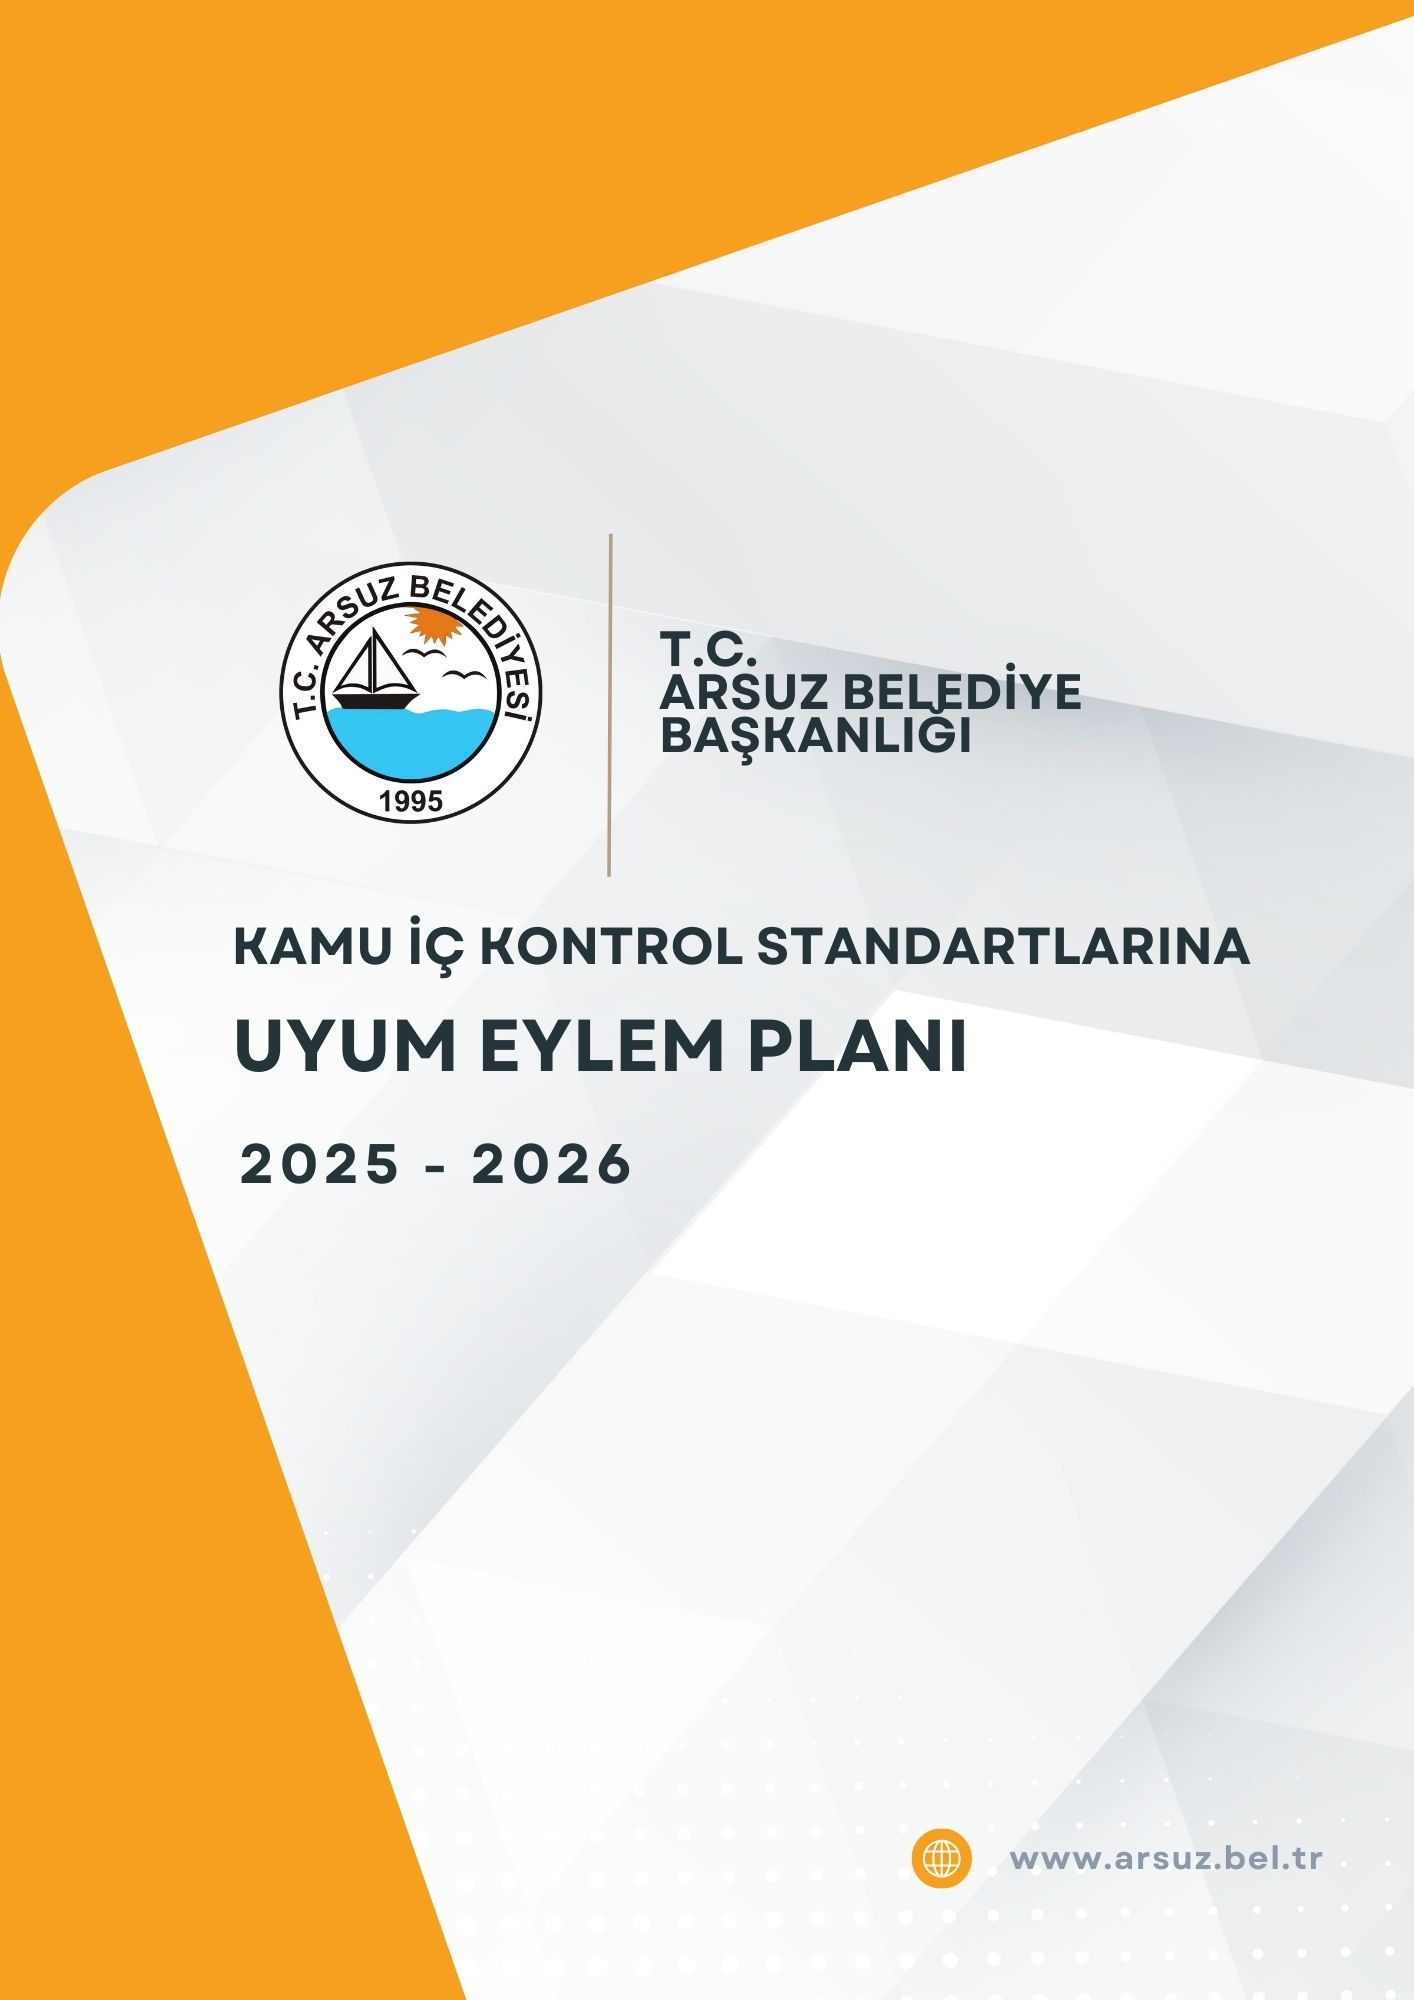 T.C. ARSUZ BELEDİYESİ
1995
T.C.
ARSUZ BELEDİYE
BAŞKANLIĞI
KAMU İÇ KONTROL STANDARTLARINA
UYUM EYLEM PLANI
2025 - 2026
www.arsuz.bel.tr